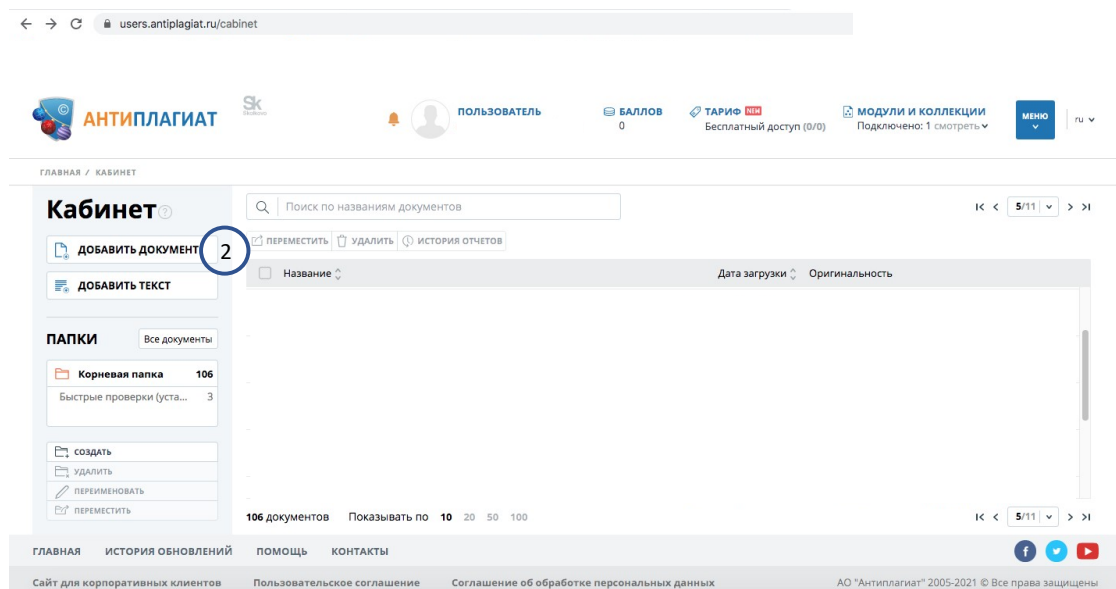 users.antiplagiat.ru/cabinet
АНТИПЛАГИАТ
Sk
ПОЛЬЗОВАТЕЛЬ
БАЛЛОВ
0
ТАРИФ NEW
Бесплатный доступ (0/0)
МОДУЛИ И КОЛЛЕКЦИИ
Подключено: 1 смотреть
МЕНЮ
ru
ГЛАВНАЯ / КАБИНЕТ
Кабинет ?
Поиск по названиям документов
5/11
ДОБАВИТЬ ДОКУМЕНТ
2
ПЕРЕМЕСТИТЬ УДАЛИТЬ ИСТОРИЯ ОТЧЕТОВ
Название Дата загрузки Оригинальность
ДОБАВИТЬ ТЕКСТ
ПАПКИ Все документы
Корневая папка 106
Быстрые проверки (уста... 3
СОЗДАТЬ
УДАЛИТЬ
ПЕРЕИМЕНОВАТЬ
ПЕРЕМЕСТИТЬ
106 документов Показывать по 10 20 50 100
5/11
ГЛАВНАЯ ИСТОРИЯ ОБНОВЛЕНИЙ ПОМОЩЬ КОНТАКТЫ
Сайт для корпоративных клиентов Пользовательское соглашение Соглашение об обработке персональных данных АО "Антиплагиат" 2005-2021 © Все права защищены